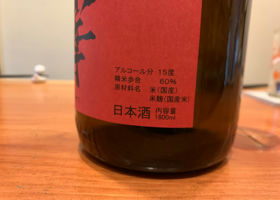 アルコール分 15度
精米歩合 60%
原材料名 米(国産)
米麹(国産米)
日本酒 内容量 1800ml